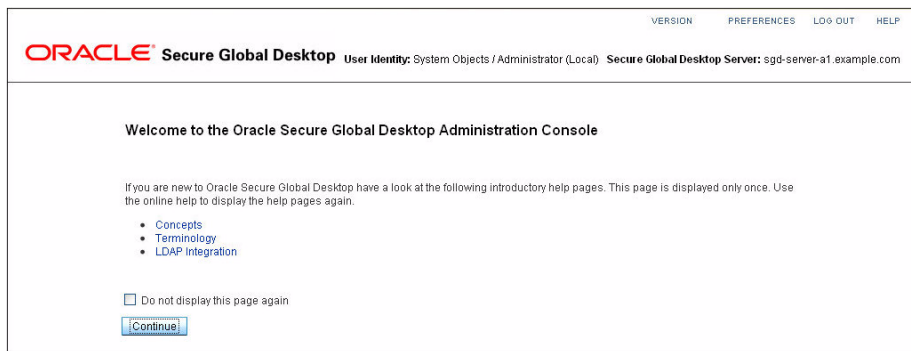 VERSION PREFERENCES LOG OUT HELP
ORACLE Secure Global Desktop User Identity: System Objects / Administrator (Local) Secure Global Desktop Server: sgd-server-a1.example.com
Welcome to the Oracle Secure Global Desktop Administration Console
If you are new to Oracle Secure Global Desktop have a look at the following introductory help pages. This page is displayed only once. Use
the online help to display the help pages again.
Concepts
Terminology
LDAP Integration
Do not display this page again
Continue